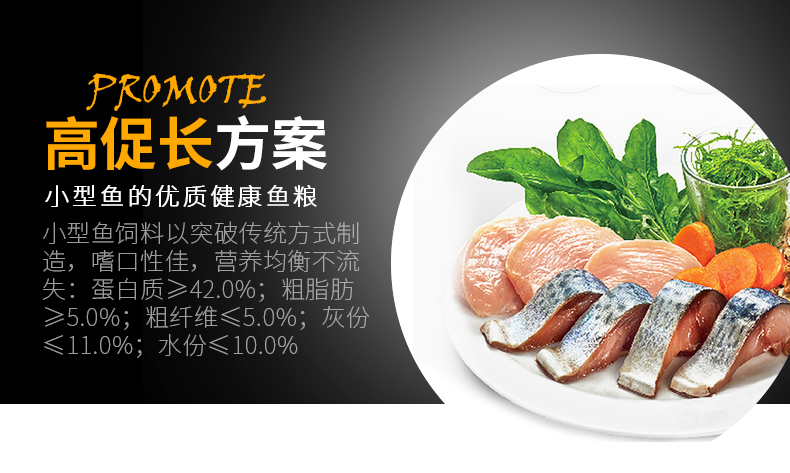 PROMOTE
高促长方案
小型鱼的优质健康鱼粮
小型鱼饲料以突破传统方式制
造，嗜口性佳，营养均衡不流
失：蛋白质≥42.0%；粗脂肪
≥5.0%；粗纤维≤5.0%；灰份
≤11.0%；水份≤10.0%